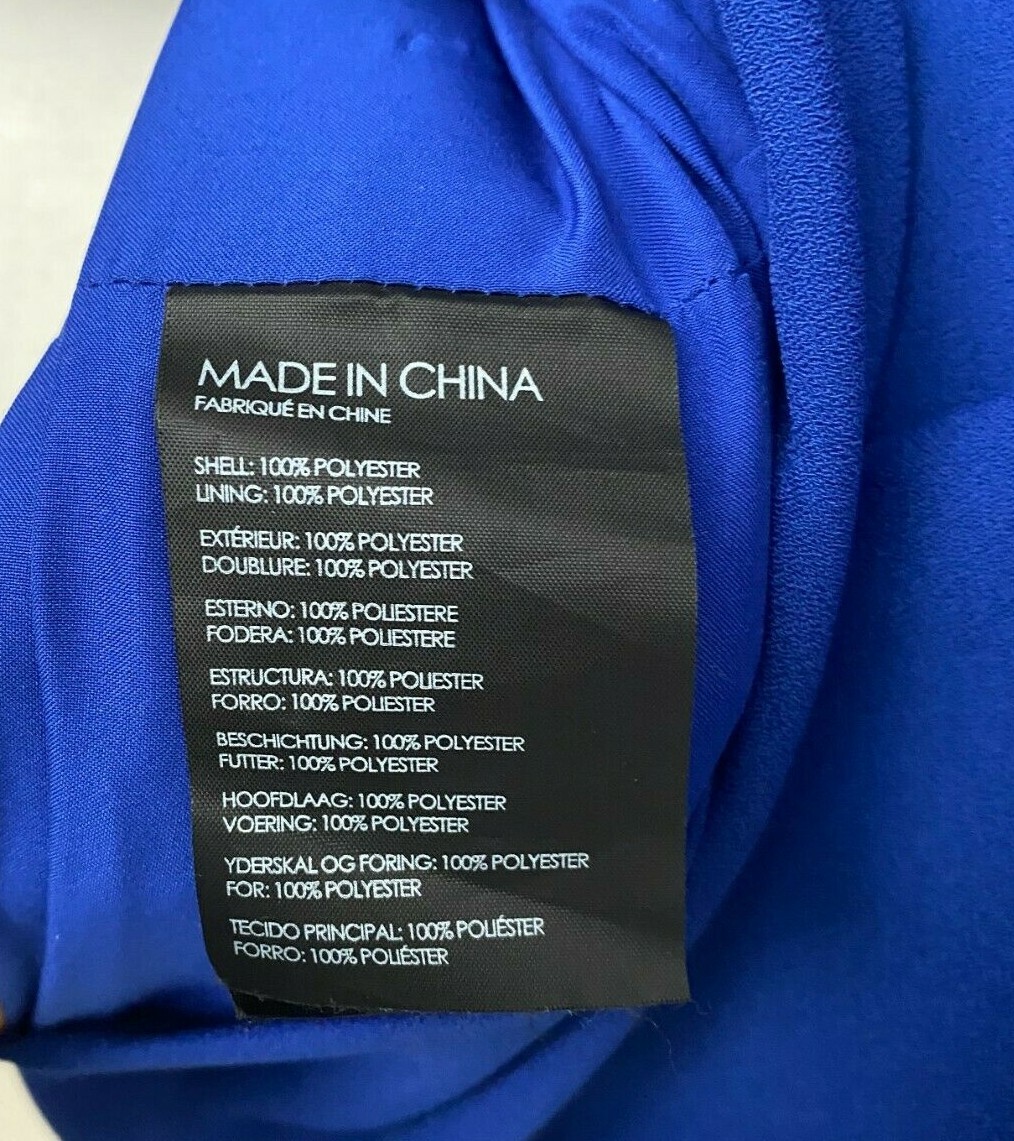 MADE IN CHINA
FABRIQUÉ EN CHINE
SHELL: 100% POLYESTER
LINING: 100% POLYESTER
EXTÉRIEUR: 100% POLYESTER
DOUBLURE: 100% POLYESTER
ESTERNO: 100% POLIESTERE
FODERA: 100% POLIESTERE
ESTRUCTURA: 100% POLIESTER
FORRO: 100% POLIESTER
BESCHICHTUNG: 100% POLYESTER
FUTTER: 100% POLYESTER
HOOFDLAAG: 100% POLYESTER
VOERING: 100% POLYESTER
YDERSKAL OG FORING: 100% POLYESTER
FOR: 100% POLYESTER
TECIDO PRINCIPAL: 100% POLIÉSTER
FORRO: 100% POLIÉSTER